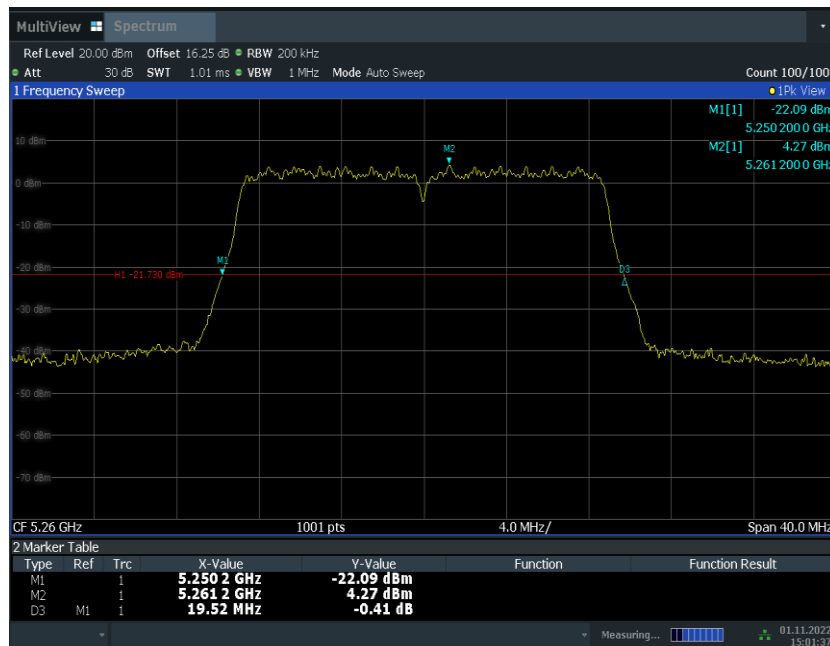 MultiView Spectrum
Ref Level 20.00 dBm Offset 16.25 dB RBW 200 kHz
Att 30 dB SWT 1.01 ms VBW 1 MHz Mode Auto Sweep Count 100/100
1 Frequency Sweep 1Pk View
M1[1] -22.09 dBm
5.250 200 0 GHz
10 dBm M2 M2[1] 4.27 dBm
5.261 200 0 GHz
0 dBm
-10 dBm
M1
-20 dBm D3
H1 -21.730 dBm
-30 dBm
-40 dBm
-50 dBm
-60 dBm
-70 dBm
CF 5.26 GHz 1001 pts 4.0 MHz/ Span 40.0 MHz
2 Marker Table
Type Ref Trc X-Value Y-Value Function Function Result
M1 1 5.250 2 GHz -22.09 dBm
M2 1 5.261 2 GHz 4.27 dBm
D3 M1 1 19.52 MHz -0.41 dB
Measuring... 01.11.2022
15:01:37